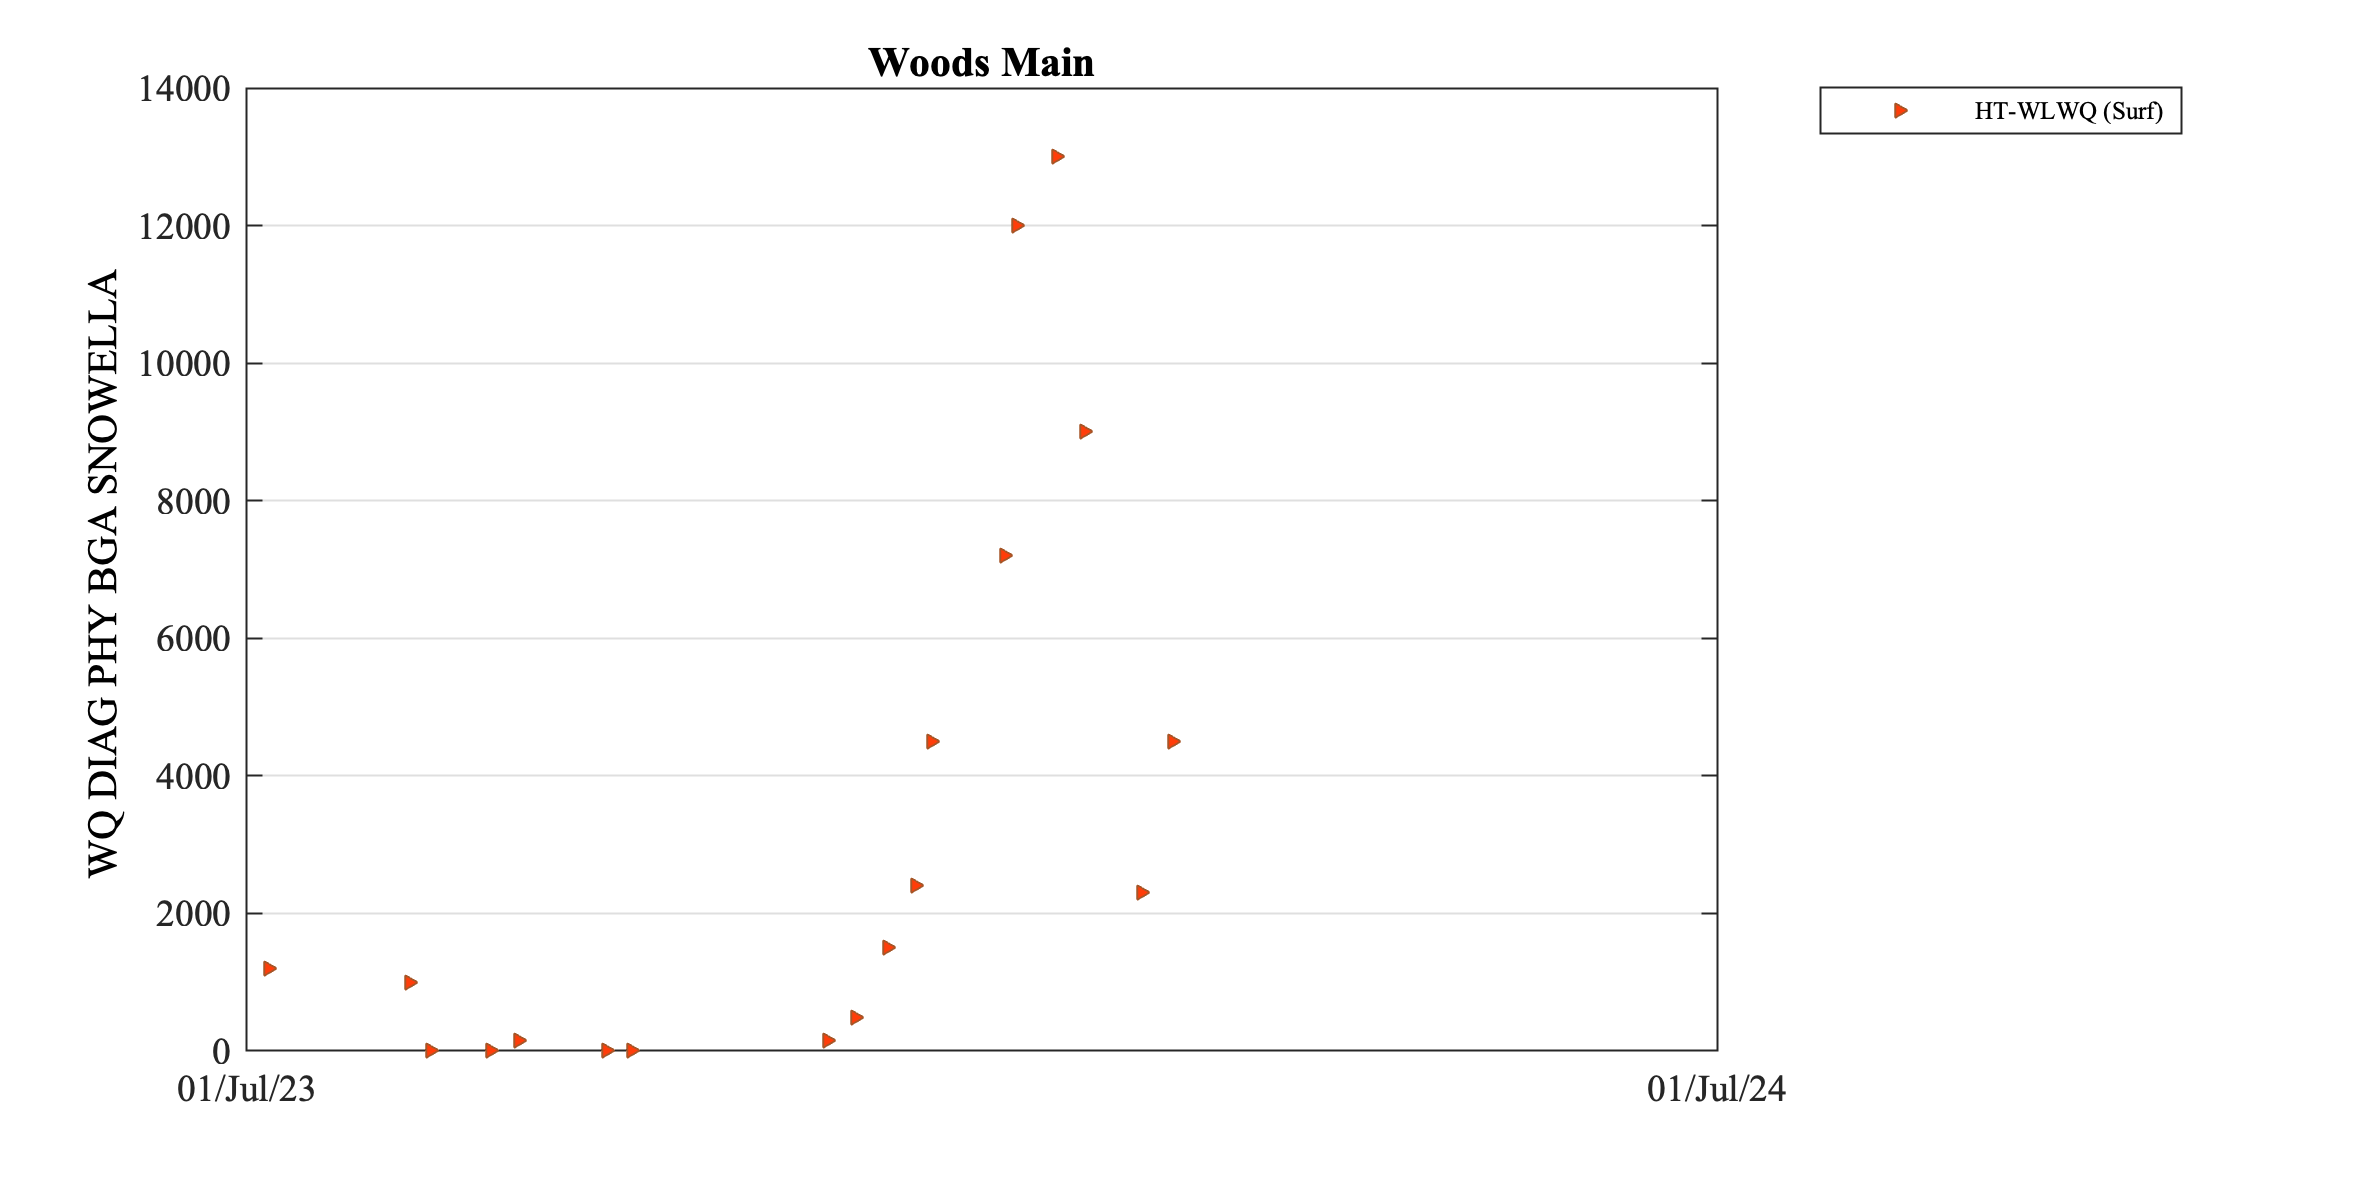 Woods Main
HT-WLWQ (Surf)
WQ DIAG PHY BGA SNOWELLA
14000
12000
10000
8000
6000
4000
2000
0
01/Jul/23
01/Jul/24